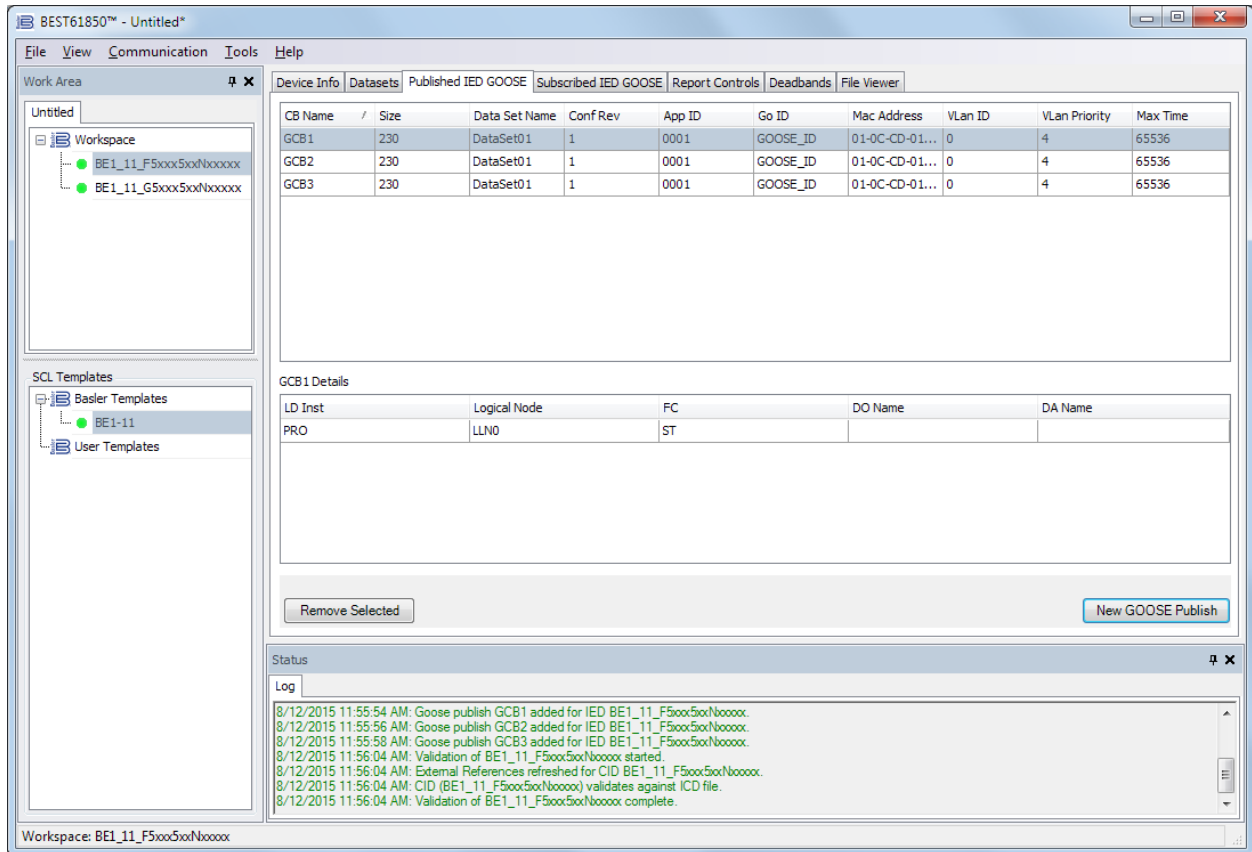 BEST61850™ - Untitled*
File View Communication Tools Help
Work Area
Untitled
Workspace
BE1_11_F5xxx5xxNxxxxx
BE1_11_G5xxx5xxNxxxxx
SCL Templates
Basler Templates
BE1-11
User Templates
Device Info Datasets Published IED GOOSE Subscribed IED GOOSE Report Controls Deadbands File Viewer
CB Name Size Data Set Name Conf Rev App ID Go ID Mac Address VLan ID VLan Priority Max Time
GCB1 230 DataSet01 1 0001 GOOSE_ID 01-0C-CD-01... 0 4 65536
GCB2 230 DataSet01 1 0001 GOOSE_ID 01-0C-CD-01... 0 4 65536
GCB3 230 DataSet01 1 0001 GOOSE_ID 01-0C-CD-01... 0 4 65536
GCB1 Details
LD Inst Logical Node FC DO Name DA Name
PRO LLN0 ST
Remove Selected New GOOSE Publish
Status
Log
8/12/2015 11:55:54 AM: Goose publish GCB1 added for IED BE1_11_F5xxx5xxNxxxxx.
8/12/2015 11:55:56 AM: Goose publish GCB2 added for IED BE1_11_F5xxx5xxNxxxxx.
8/12/2015 11:55:58 AM: Goose publish GCB3 added for IED BE1_11_F5xxx5xxNxxxxx.
8/12/2015 11:56:04 AM: Validation of BE1_11_F5xxx5xxNxxxxx started.
8/12/2015 11:56:04 AM: External References refreshed for CID BE1_11_F5xxx5xxNxxxxx.
8/12/2015 11:56:04 AM: CID (BE1_11_F5xxx5xxNxxxxx) validates against ICD file.
8/12/2015 11:56:04 AM: Validation of BE1_11_F5xxx5xxNxxxxx complete.
Workspace: BE1_11_F5xxx5xxNxxxxx